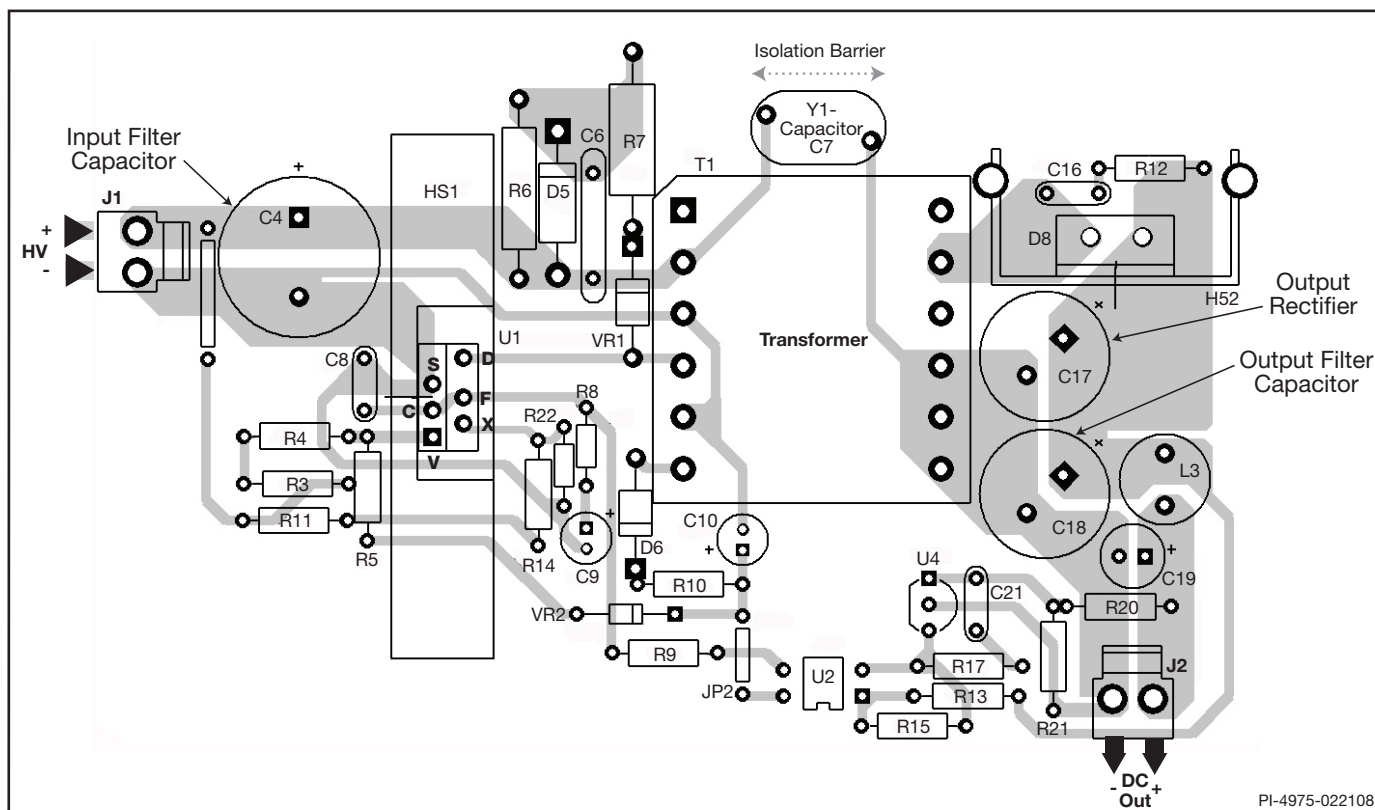 Isolation Barrier
Y1-
Capacitor
C7
Input Filter
Capacitor
+
J1
+
HV
-
C4
HS1
R6
D5
C6
R7
T1
C16
R12
D8
H52
Output
Rectifier
VR1
Transformer
U1
C8
S
D
C
F
X
V
C17
Output Filter
Capacitor
R4
R3
R11
R5
R22
R8
R14
+
C9
D6
C10
+
C18
L3
+
C19
R10
VR2
R9
JP2
U2
U4
C21
R20
R17
R13
R15
R21
J2
- DC +
Out
PI-4975-022108